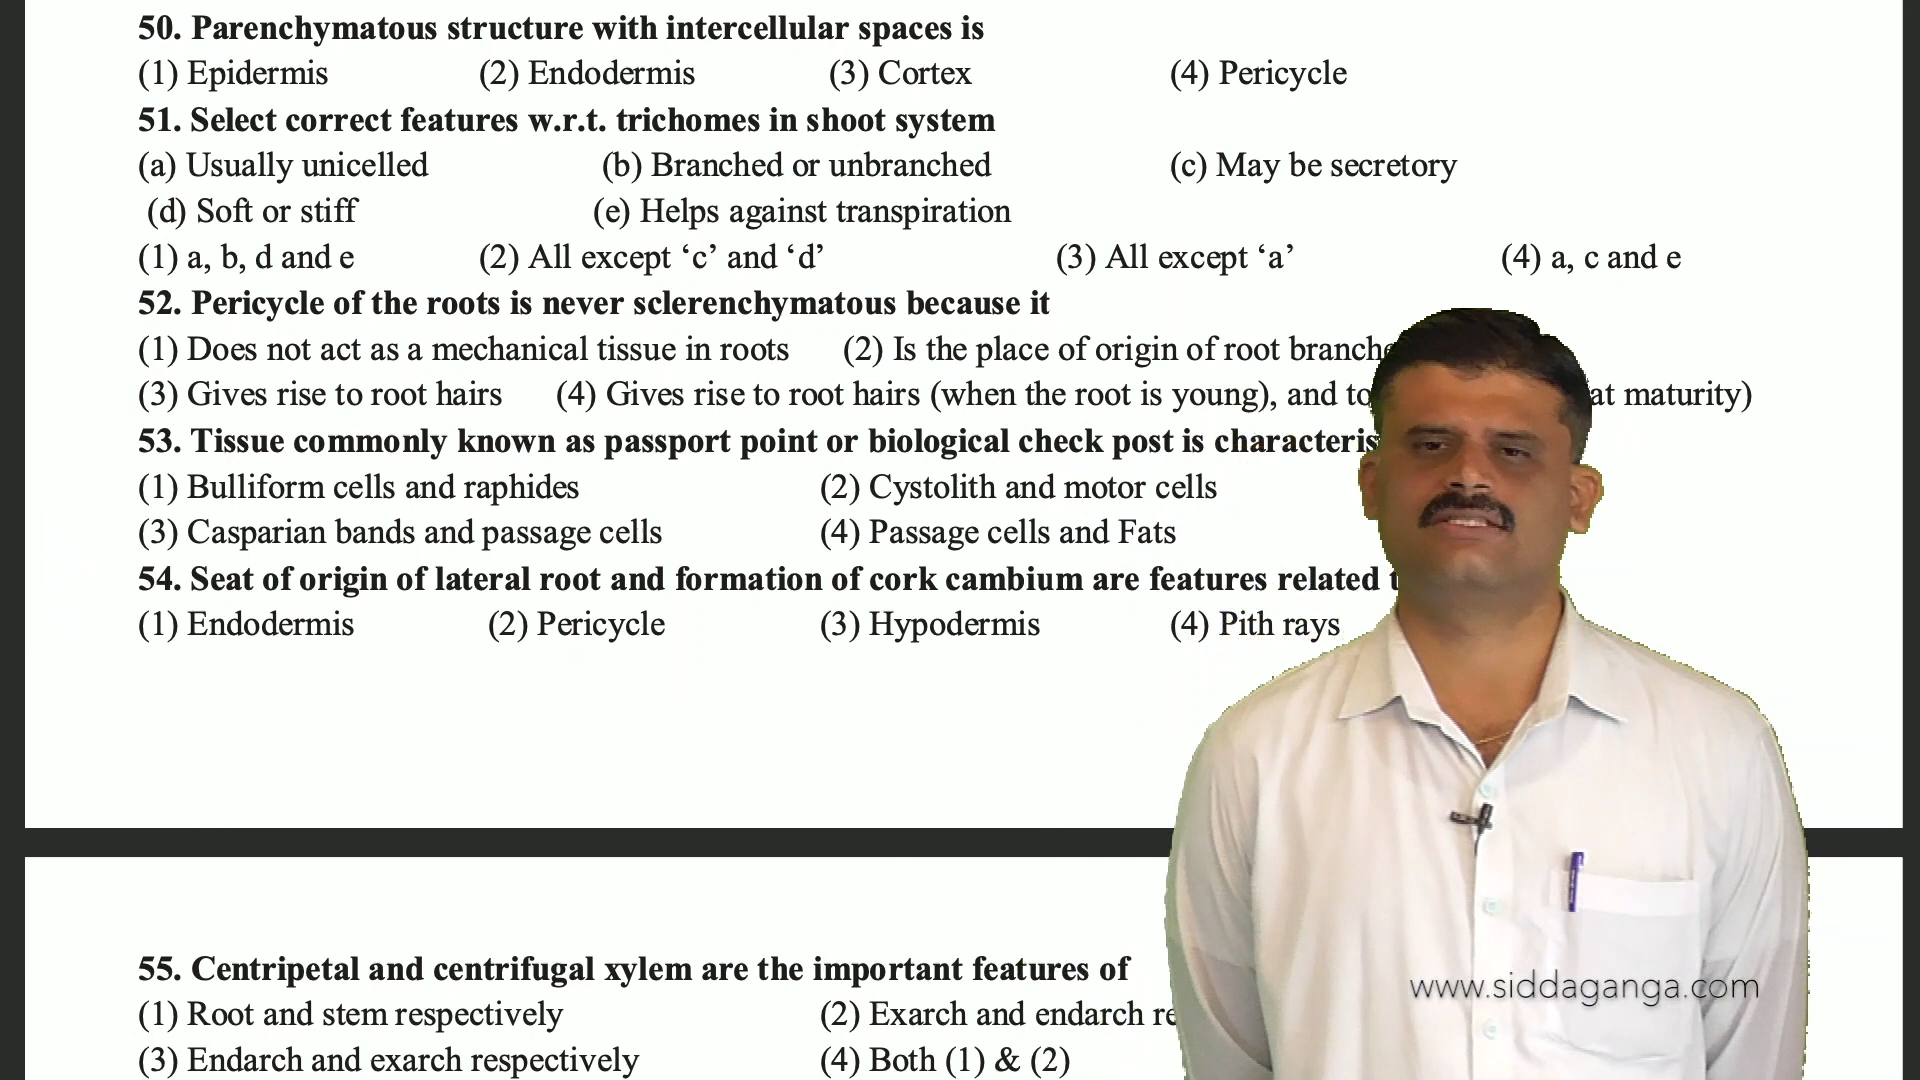 50. Parenchymatous structure with intercellular spaces is
(1) Epidermis (2) Endodermis (3) Cortex (4) Pericycle
51. Select correct features w.r.t. trichomes in shoot system
(a) Usually unicelled (b) Branched or unbranched (c) May be secretory
(d) Soft or stiff (e) Helps against transpiration
(1) a, b, d and e (2) All except ‘c’ and ‘d’ (3) All except ‘a’ (4) a, c and e
52. Pericycle of the roots is never sclerenchymatous because it
(1) Does not act as a mechanical tissue in roots (2) Is the place of origin of root
(3) Gives rise to root hairs (4) Gives rise to root hairs (when the root is young), and to at maturity)
53. Tissue commonly known as passport point or biological check post is
(1) Bulliform cells and raphides (2) Cystolith and motor cells
(3) Casparian bands and passage cells (4) Passage cells and Fats
54. Seat of origin of lateral root and formation of cork cambium are features related
(1) Endodermis (2) Pericycle (3) Hypodermis (4) Pith rays
55. Centripetal and centrifugal xylem are the important features of
(1) Root and stem respectively (2) Exarch and endarch
(3) Endarch and exarch respectively (4) Both (1) & (2)
www.siddaganga.com